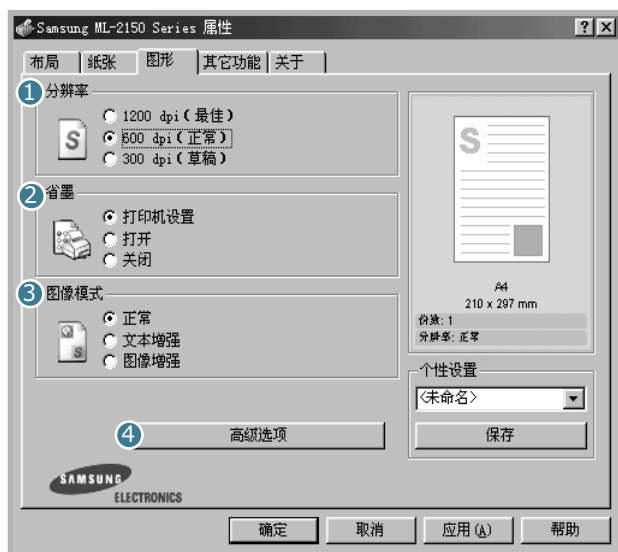 Samsung ML-2150 Series 属性
布局 纸张 图形 其它功能 关于
1 分辨率
1200 dpi(最佳)
600 dpi(正常)
300 dpi(草稿)
2 省墨
打印机设置
打开
关闭
3 图像模式
正常
文本增强
图像增强
4 高级选项
S
A4
210 x 297 mm
份数: 1
分辨率: 正常
个性设置
<未命名>
保存
SAMSUNG
ELECTRONICS
确定 取消 应用(A) 帮助